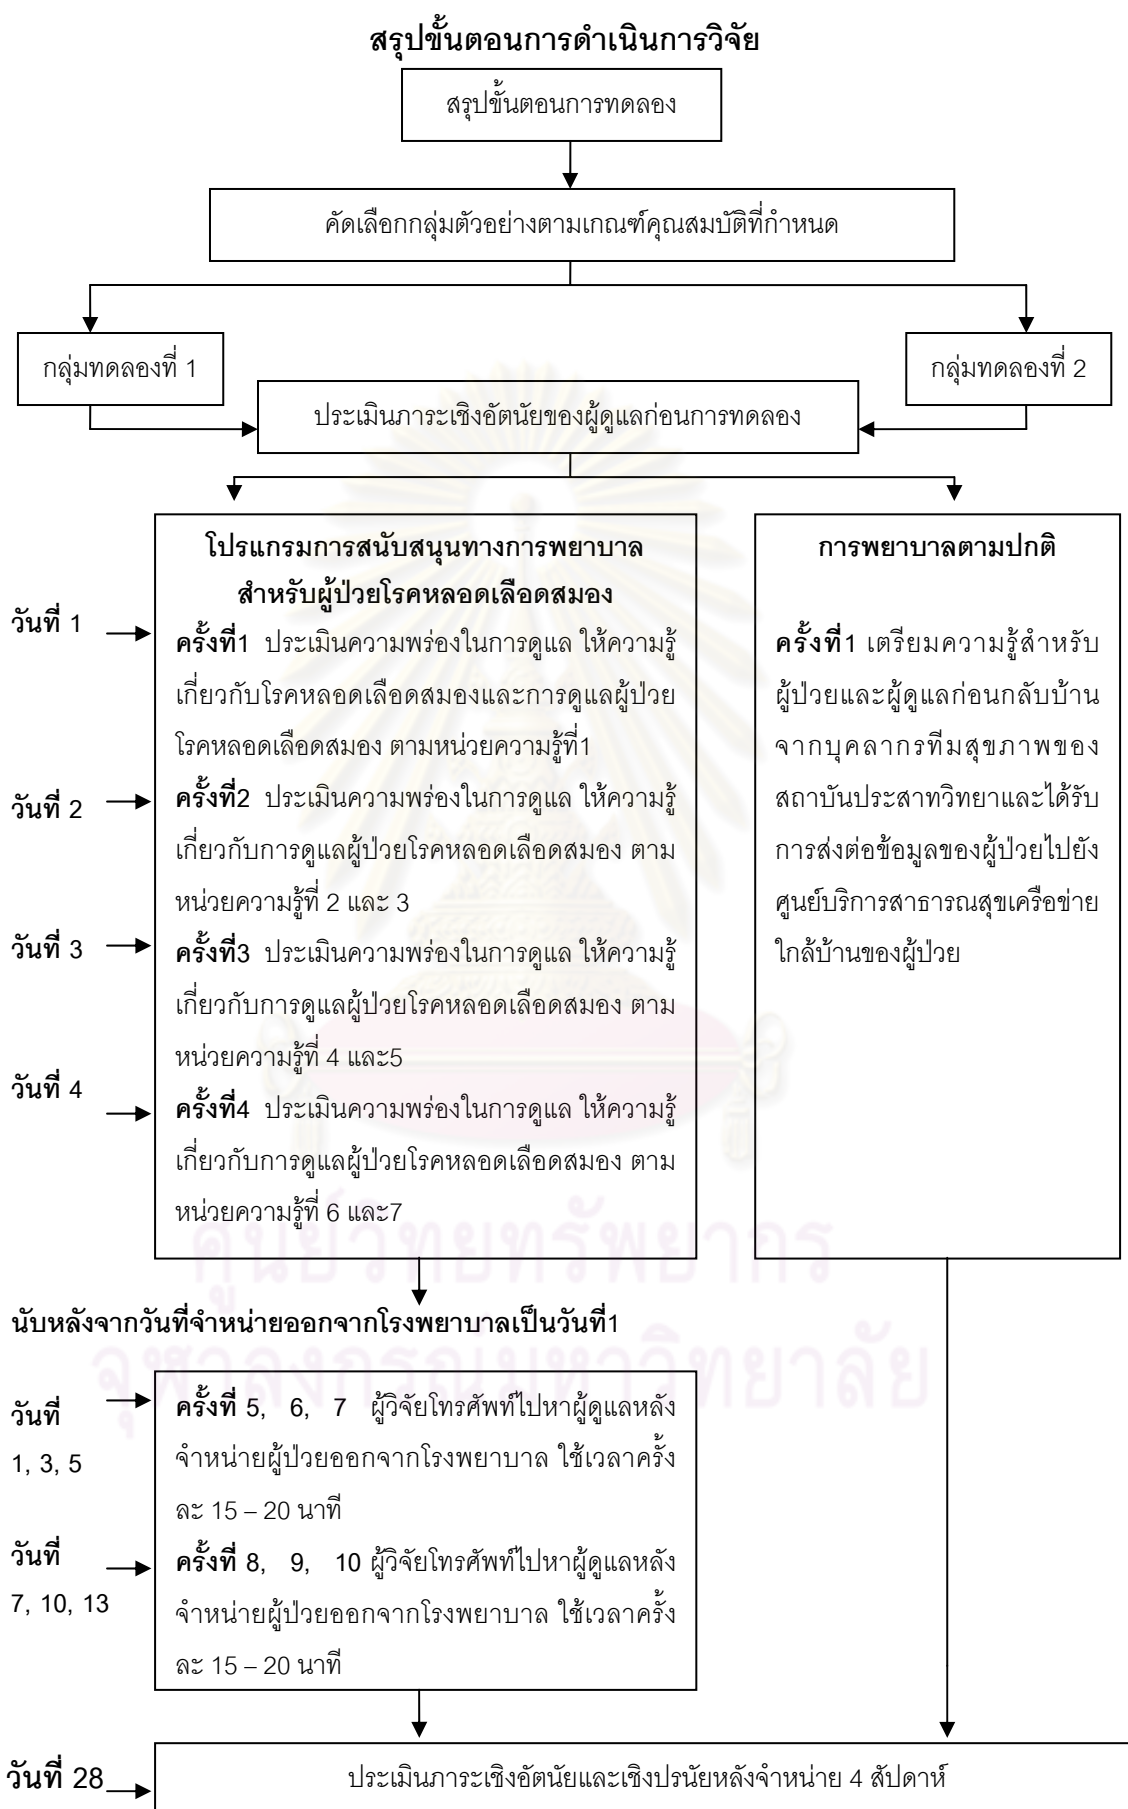 สรุปขั้นตอนการดำเนินการวิจัย
สรุปขั้นตอนการทดลอง
คัดเลือกกลุ่มตัวอย่างตามเกณฑ์คุณสมบัติที่กำหนด
กลุ่มทดลองที่ 1
กลุ่มทดลองที่ 2
ประเมินภาระเชิงอัตนัยของผู้ดูแลก่อนการทดลอง
โปรแกรมการสนับสนุนทางการพยาบาล
สำหรับผู้ป่วยโรคหลอดเลือดสมอง
วันที่ 1
ครั้งที่1 ประเมินความพร่องในการดูแล ให้ความรู้
เกี่ยวกับโรคหลอดเลือดสมองและการดูแลผู้ป่วย
โรคหลอดเลือดสมอง ตามหน่วยความรู้ที่1
วันที่ 2
ครั้งที่2 ประเมินความพร่องในการดูแล ให้ความรู้
เกี่ยวกับการดูแลผู้ป่วยโรคหลอดเลือดสมอง ตาม
หน่วยความรู้ที่ 2 และ 3
วันที่ 3
ครั้งที่3 ประเมินความพร่องในการดูแล ให้ความรู้
เกี่ยวกับการดูแลผู้ป่วยโรคหลอดเลือดสมอง ตาม
หน่วยความรู้ที่ 4 และ5
วันที่ 4
ครั้งที่4 ประเมินความพร่องในการดูแล ให้ความรู้
เกี่ยวกับการดูแลผู้ป่วยโรคหลอดเลือดสมอง ตาม
หน่วยความรู้ที่ 6 และ7
การพยาบาลตามปกติ
ครั้งที่1 เตรียมความรู้สำหรับ
ผู้ป่วยและผู้ดูแลก่อนกลับบ้าน
จากบุคลากรทีมสุขภาพของ
สถาบันประสาทวิทยาและได้รับ
การส่งต่อข้อมูลของผู้ป่วยไปยัง
ศูนย์บริการสาธารณสุขเครือข่าย
ใกล้บ้านของผู้ป่วย
ศูนย์วิทยทรัพยากร
นับหลังจากวันที่จำหน่ายออกจากโรงพยาบาลเป็นวันที่1
จุฬาลงกรณ์มหาวิทยาลัย
วันที่
1, 3, 5
ครั้งที่ 5, 6, 7 ผู้วิจัยโทรศัพท์ไปหาผู้ดูแลหลัง
จำหน่ายผู้ป่วยออกจากโรงพยาบาล ใช้เวลาครั้ง
ละ 15 – 20 นาที
วันที่
7, 10, 13
ครั้งที่ 8, 9, 10 ผู้วิจัยโทรศัพท์ไปหาผู้ดูแลหลัง
จำหน่ายผู้ป่วยออกจากโรงพยาบาล ใช้เวลาครั้ง
ละ 15 – 20 นาที
วันที่ 28
ประเมินภาระเชิงอัตนัยและเชิงปรนัยหลังจำหน่าย 4 สัปดาห์